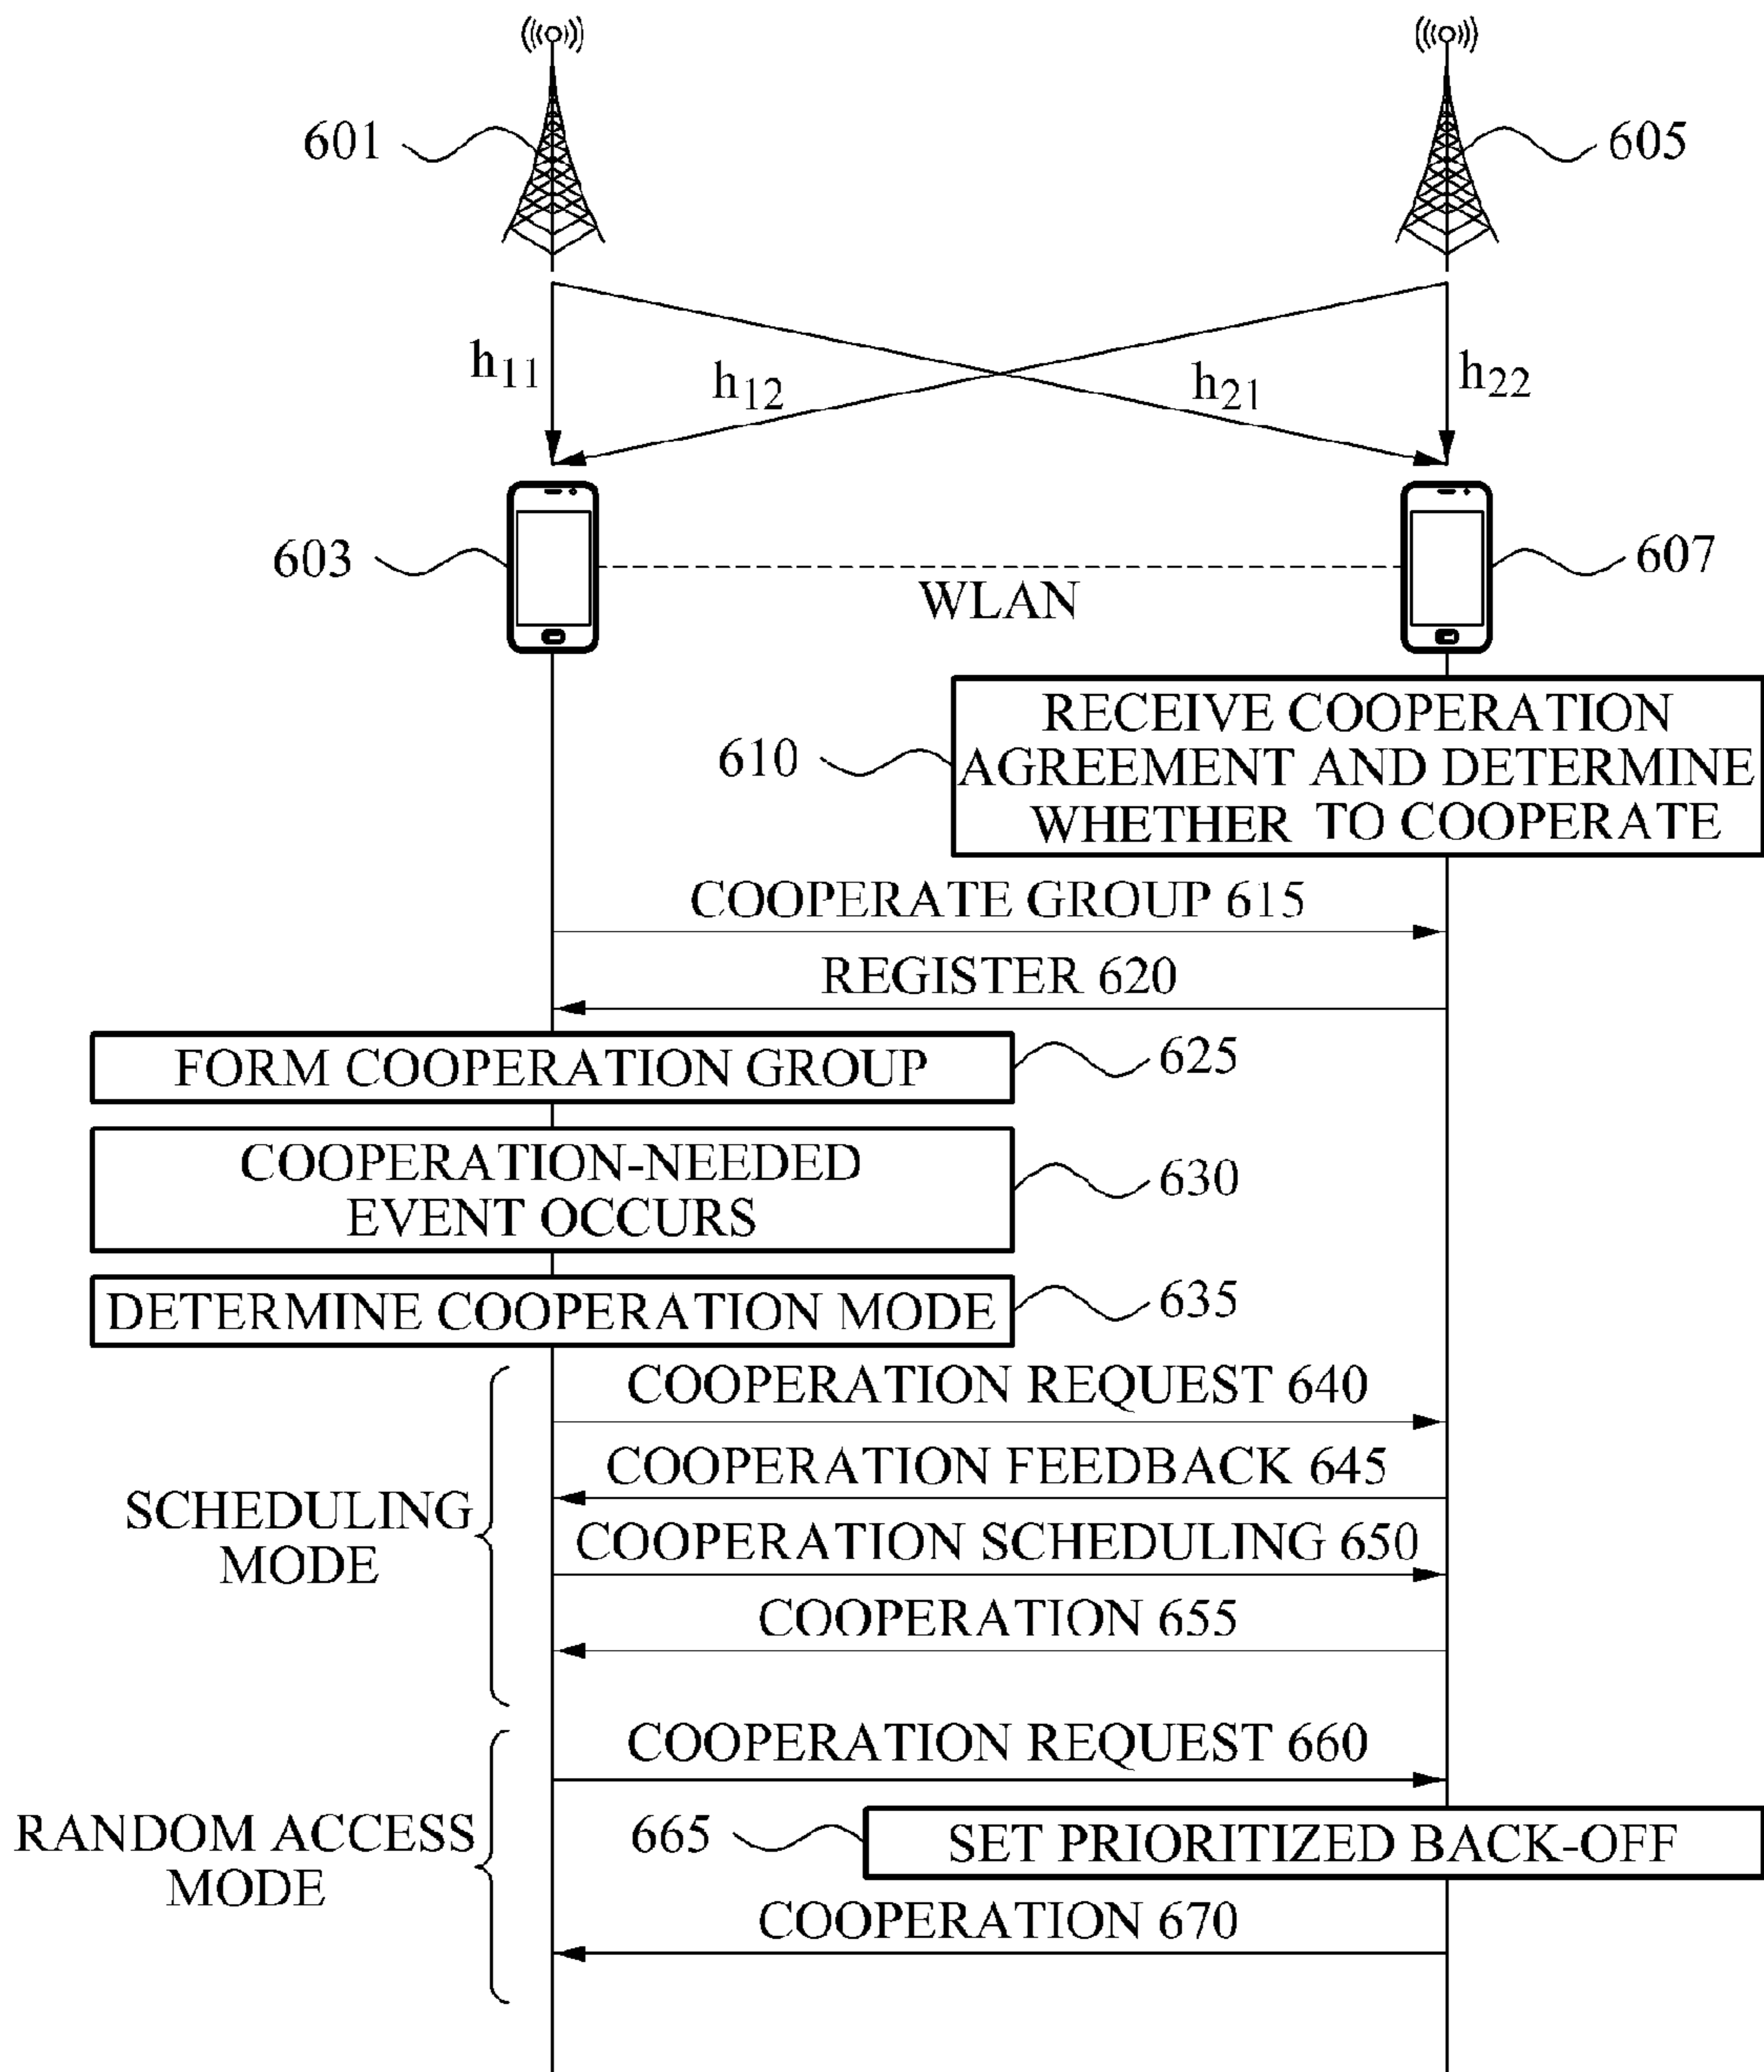 601
605
h11
h12
h21
h22
603
607
WLAN
RECEIVE COOPERATION
AGREEMENT AND DETERMINE
WHETHER TO COOPERATE
610
COOPERATE GROUP 615
REGISTER 620
FORM COOPERATION GROUP
625
COOPERATION-NEEDED
EVENT OCCURS
630
DETERMINE COOPERATION MODE
635
COOPERATION REQUEST 640
COOPERATION FEEDBACK 645
SCHEDULING
MODE
COOPERATION SCHEDULING 650
COOPERATION 655
COOPERATION REQUEST 660
RANDOM ACCESS
MODE
665
SET PRIORITIZED BACK-OFF
COOPERATION 670